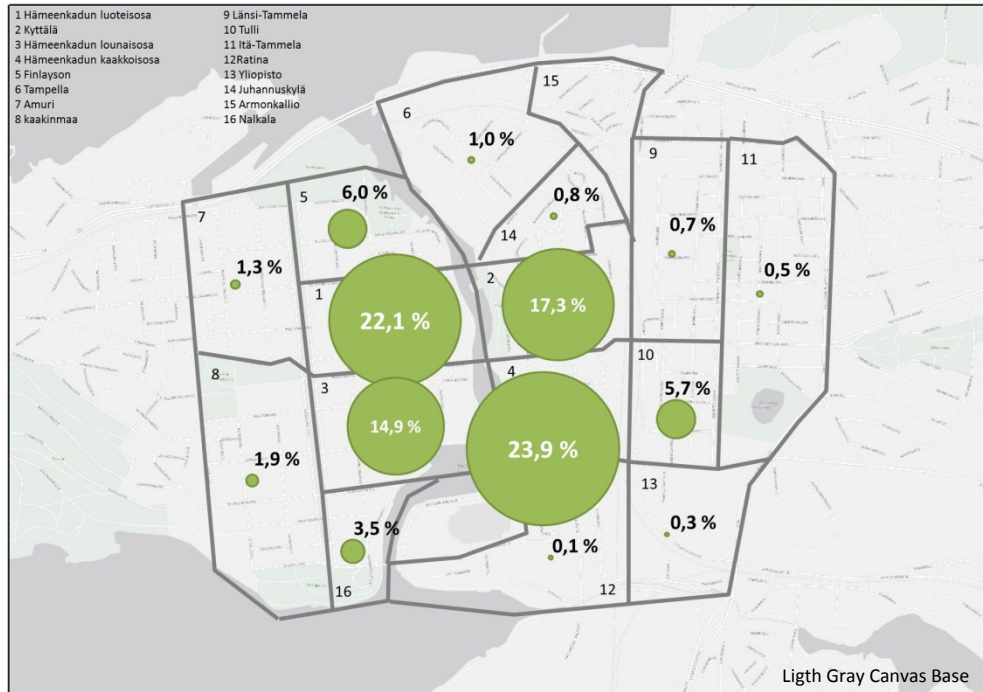 1 Hämeenkadun luoteisosa
2 Kyttälä
3 Hämeenkadun lounaisosa
4 Hämeenkadun kaakkoisosa
5 Finlayson
6 Tampella
7 Amuri
8 kaakinmaa
9 Länsi-Tammela
10 Tulli
11 Itä-Tammela
12Ratina
13 Yliopisto
14 Juhannuskylä
15 Armonkallio
16 Nalkala
15
6
1,0 %
9
11
5
6,0 %
0,8 %
7
14
0,7 %
1,3 %
2
0,5 %
1
17,3 %
22,1 %
10
4
8
3
5,7 %
14,9 %
23,9 %
1,9 %
13
3,5 %
0,3 %
0,1 %
16
12
Ligth Gray Canvas Base